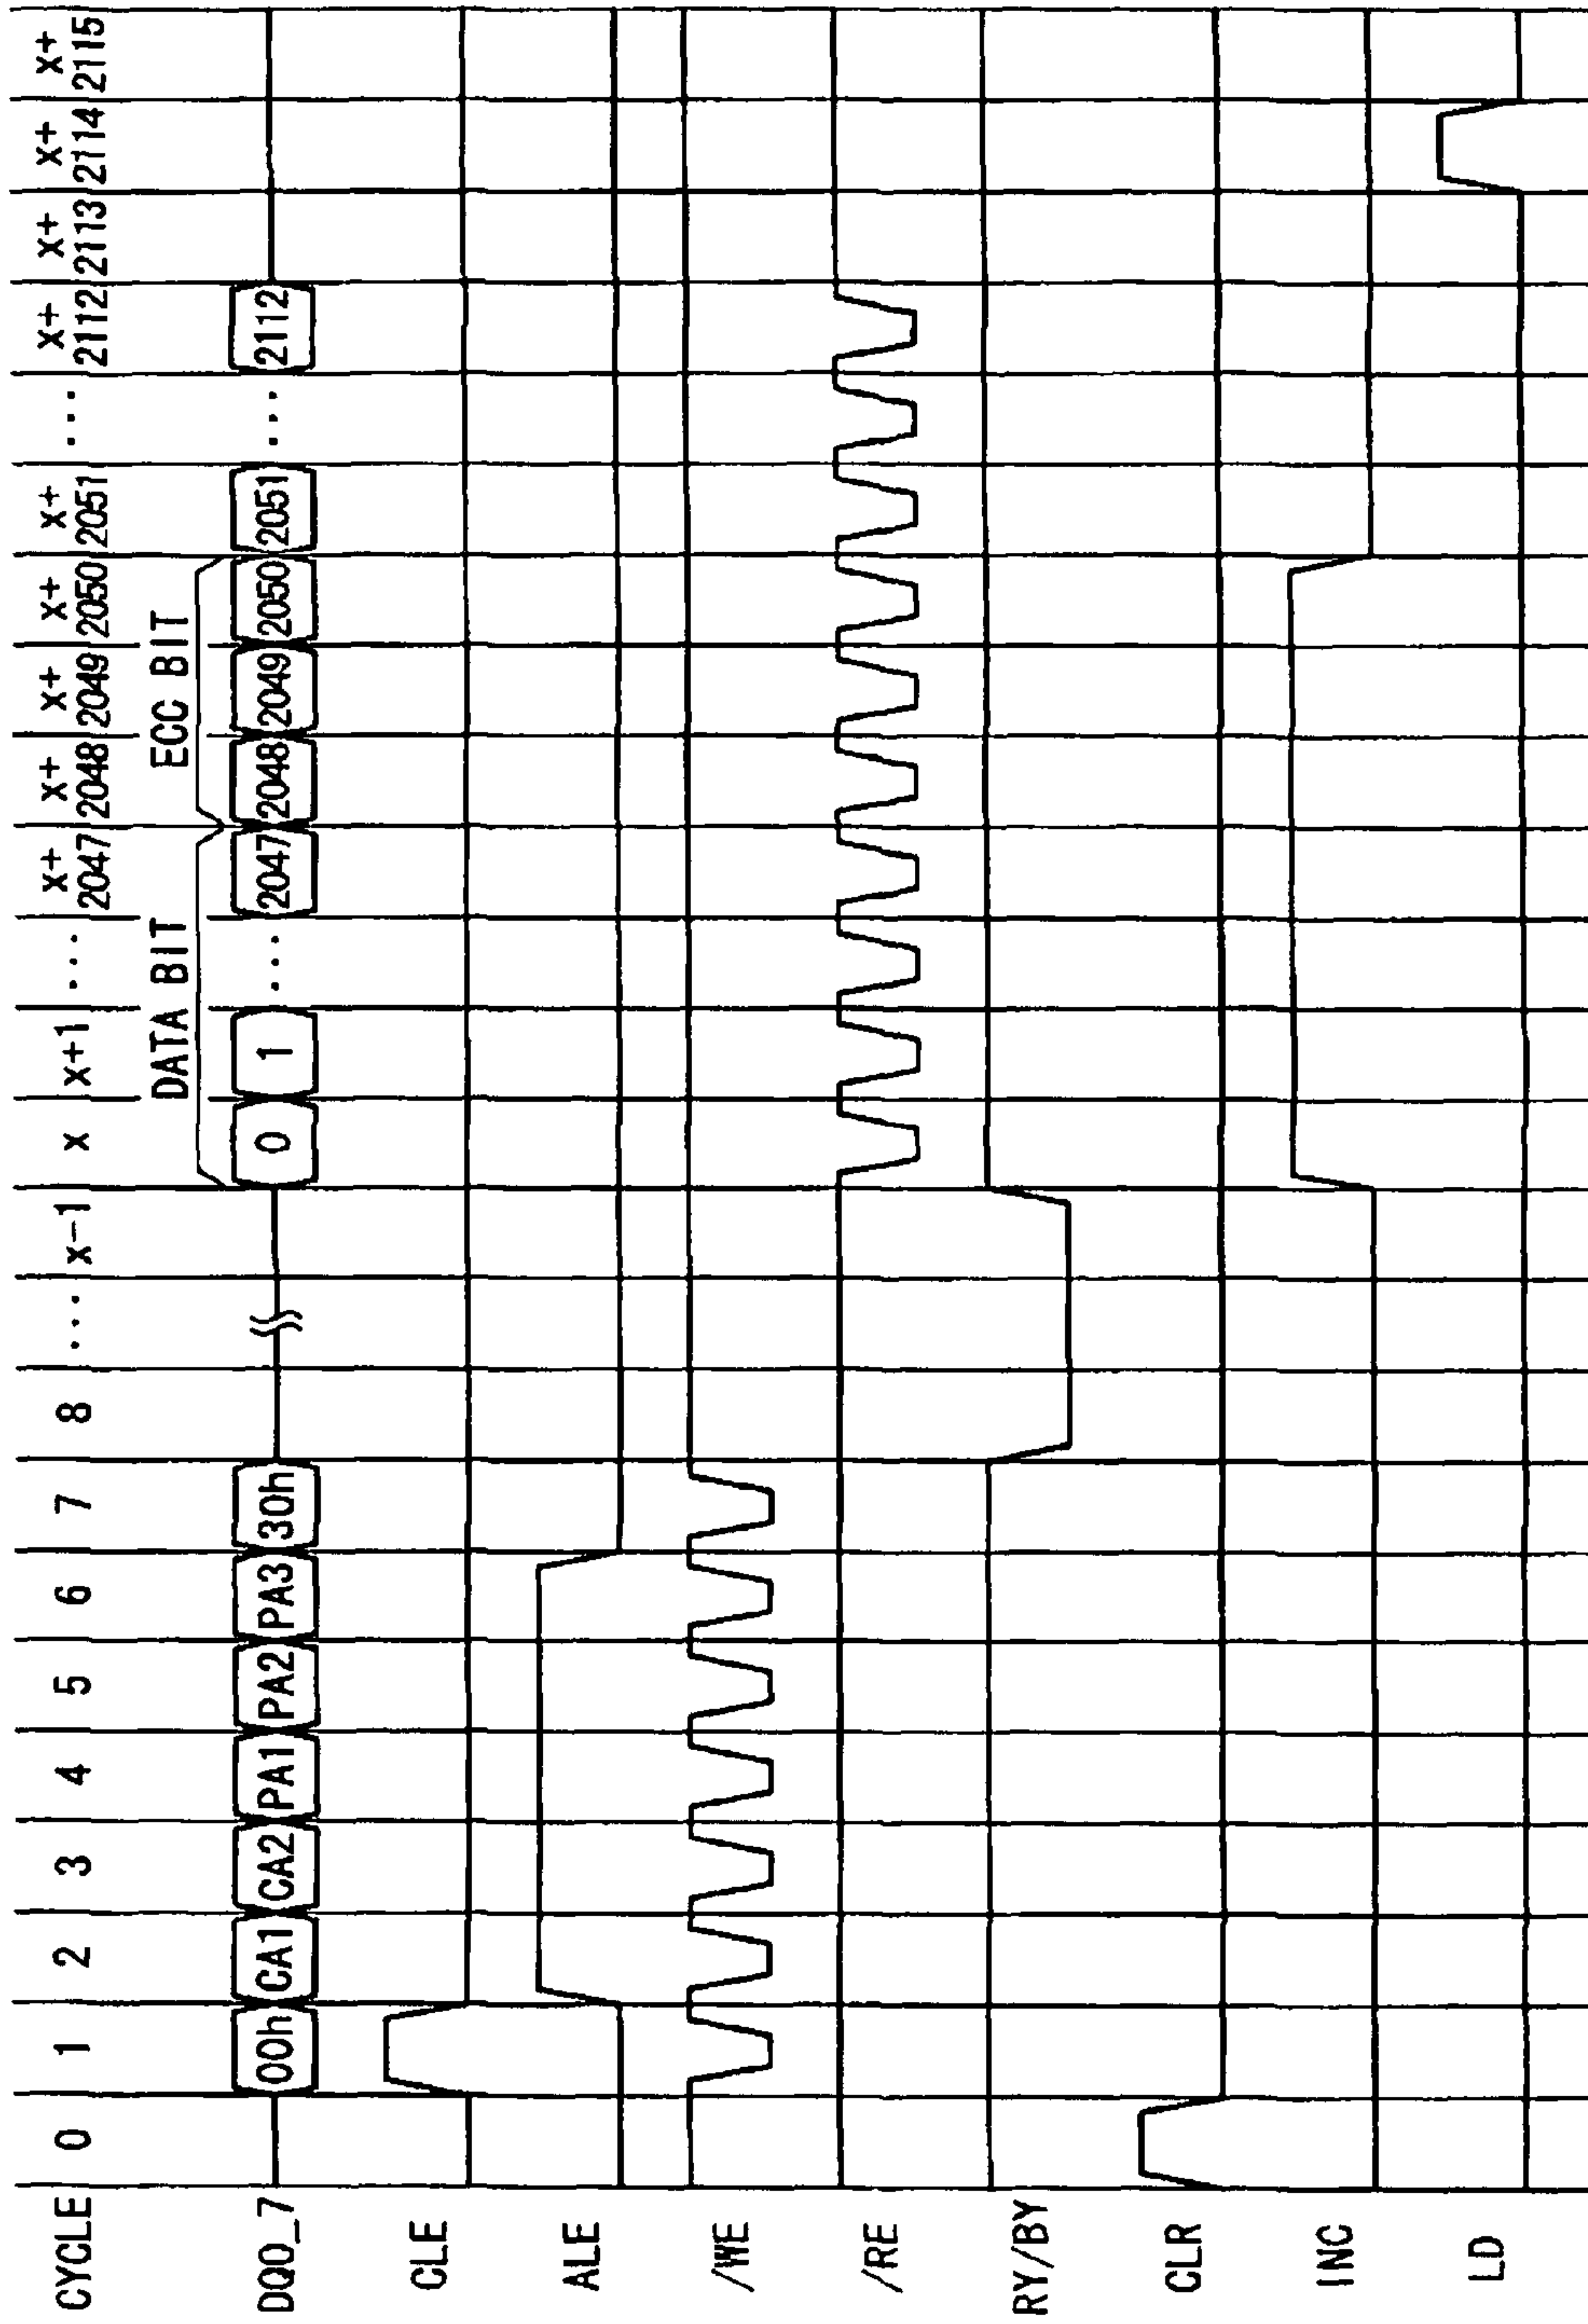 CYCLE 0 1 2 3 4 5 6 7 8 ... x-1 x x+1 ... x+2047 x+2048 x+2049 x+2050 x+2051 ... x+2112 x+2113 x+2114 x+2115
DATA BIT ECC BIT
DQ0_7 00h CA1 CA2 PA1 PA2 PA3 30h 0 1 ... 2047 2048 2049 2050 2051 ... 2112
CLE
ALE
/WE
/RE
RY/BY
CLR
INC
LD